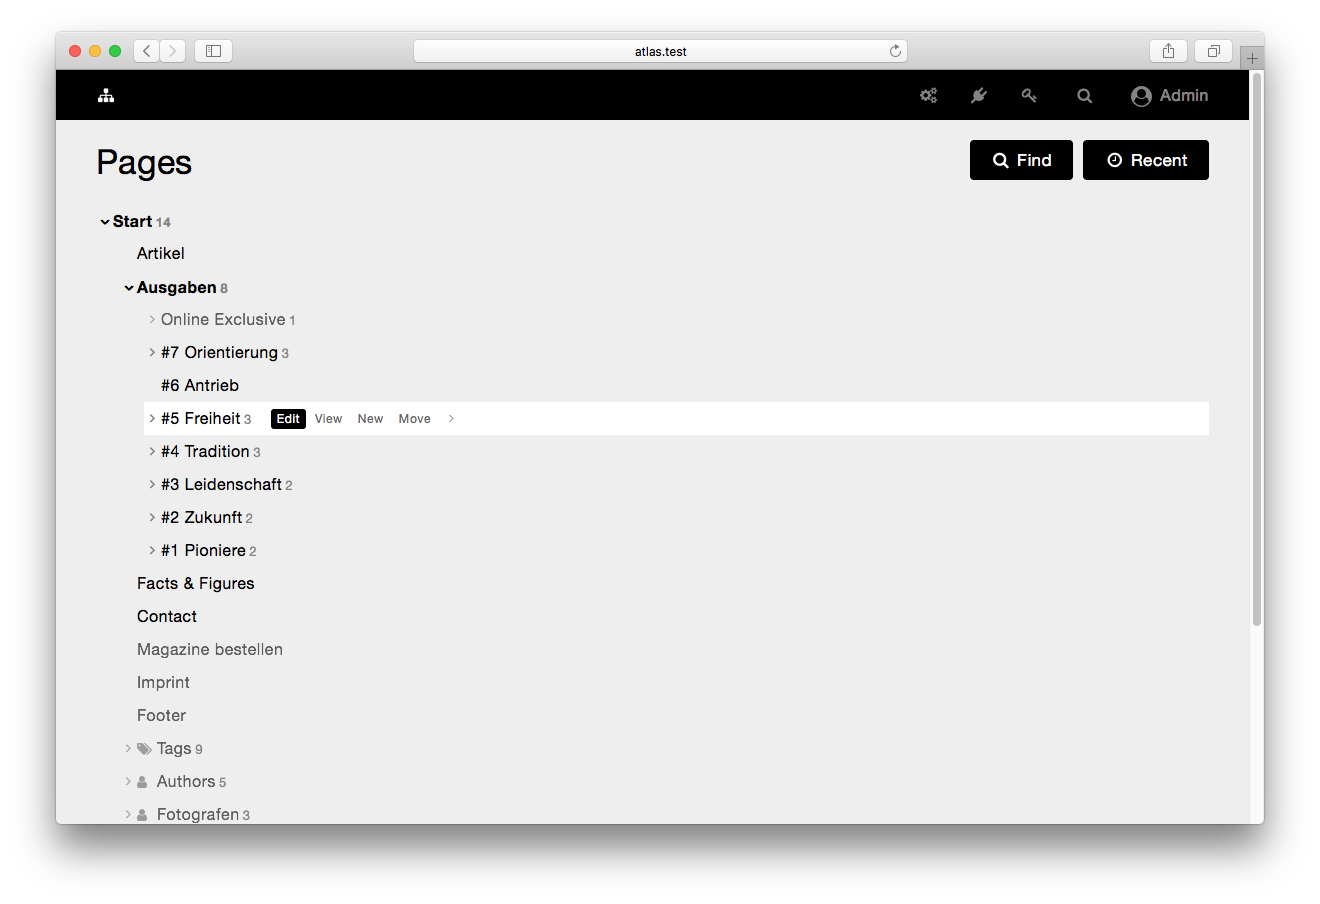 atlas.test
Admin
Pages
Find
Recent
Start 14
Artikel
Ausgaben 8
Online Exclusive 1
#7 Orientierung 3
#6 Antrieb
#5 Freiheit 3 Edit View New Move
#4 Tradition 3
#3 Leidenschaft 2
#2 Zukunft 2
#1 Pioniere 2
Facts & Figures
Contact
Magazine bestellen
Imprint
Footer
Tags 9
Authors 5
Fotografen 3